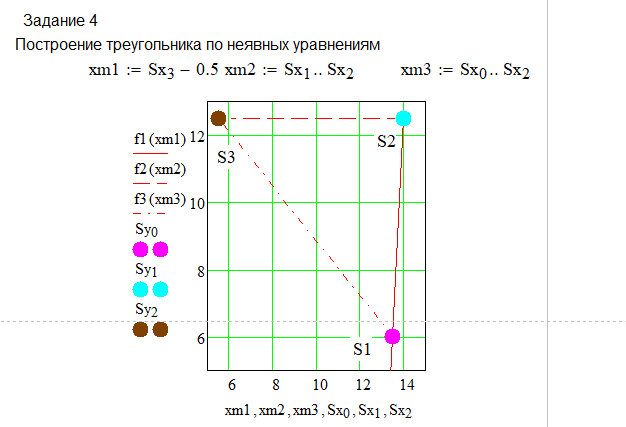 Задание 4
Построение треугольника по неявных уравнениям
xm1 := Sx3 − 0.5 xm2 := Sx1 .. Sx2 xm3 := Sx0 .. Sx2
f1(xm1)
f2(xm2)
f3(xm3)
Sy0
Sy1
Sy2
12
10
8
6
S2
S3
S1
6 8 10 12 14
xm1 , xm2 , xm3 , Sx0 , Sx1 , Sx2